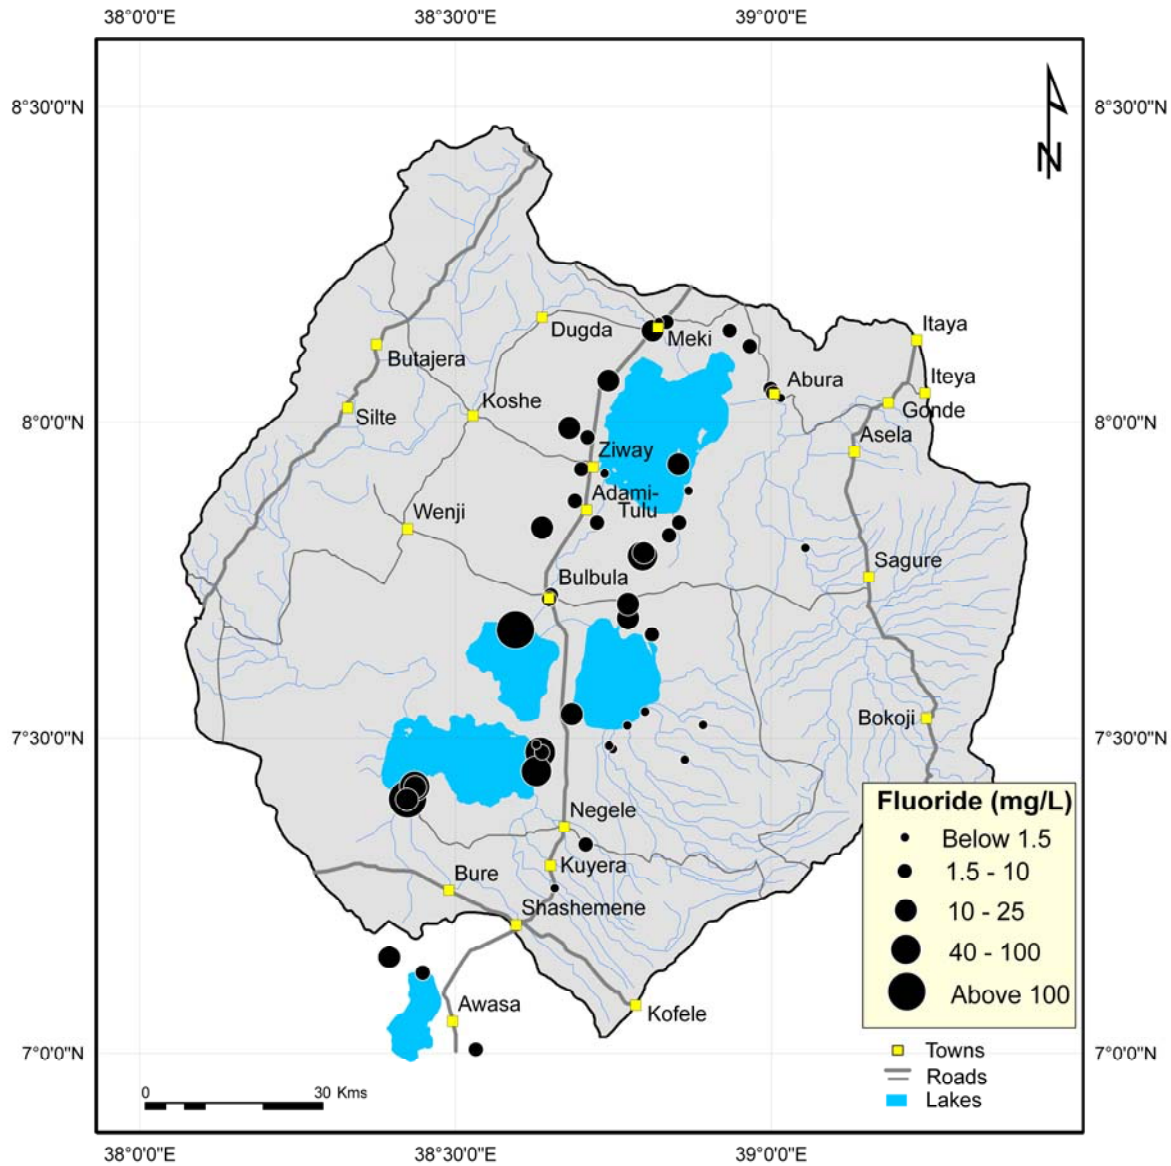 38°0'0"E 38°30'0"E 39°0'0"E
8°30'0"N 8°30'0"N
N
Itaya
Dugda
Meki
Butajera
Iteya
Abura
Koshe
Gonde
Silte
8°0'0"N 8°0'0"N
Asela
Ziway
Adami-
Tulu
Wenji
Sagure
Bulbula
Bokoji
7°30'0"N 7°30'0"N
Fluoride (mg/L)
Below 1.5
1.5 - 10
10 - 25
40 - 100
Above 100
Negele
Kuyera
Bure
Shashemene
Awasa
Kofele
7°0'0"N 7°0'0"N
Towns
Roads
Lakes
0 30 Kms
38°0'0"E 38°30'0"E 39°0'0"E